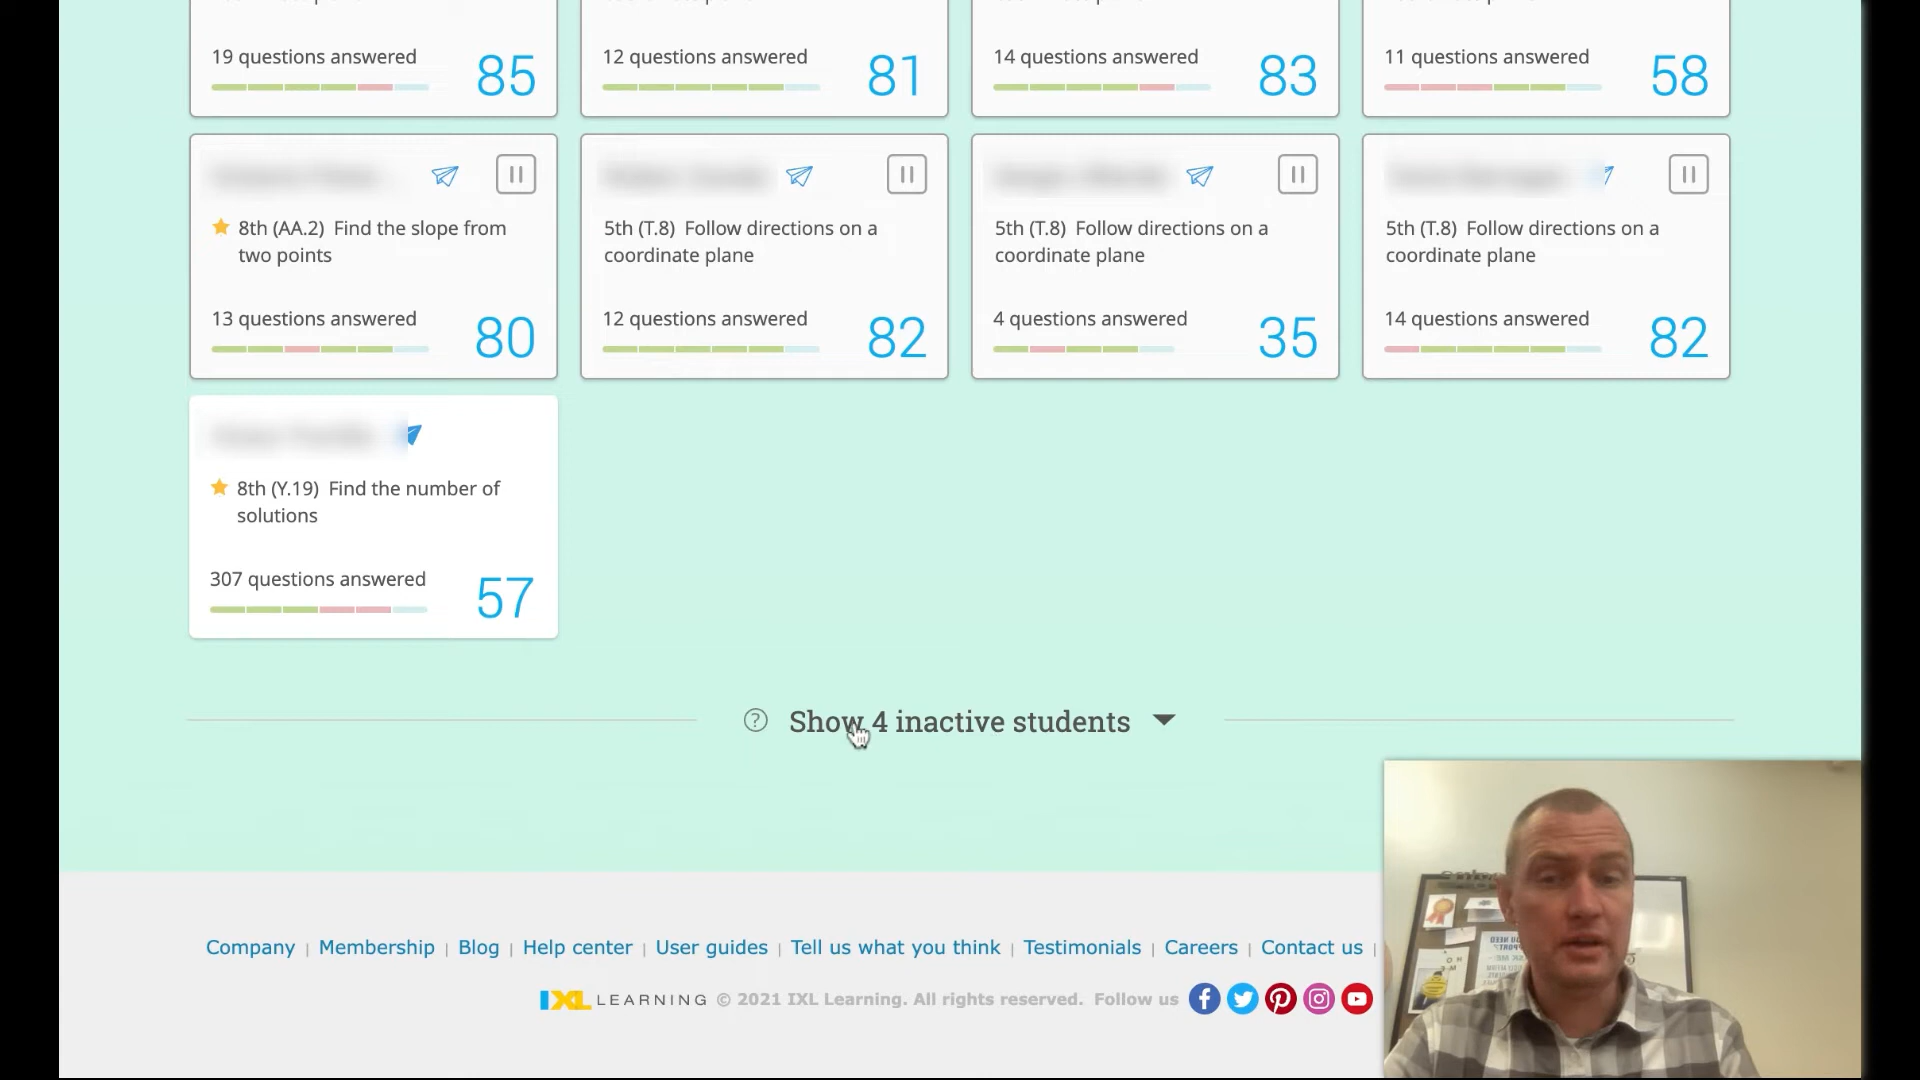 19 questions answered 85
12 questions answered 81
14 questions answered 83
11 questions answered 58
8th (AA.2) Find the slope from
two points
13 questions answered 80
5th (T.8) Follow directions on a
coordinate plane
12 questions answered 82
5th (T.8) Follow directions on a
coordinate plane
4 questions answered 35
5th (T.8) Follow directions on a
coordinate plane
14 questions answered 82
8th (Y.19) Find the number of
solutions
307 questions answered 57
? Show 4 inactive students
Company | Membership | Blog | Help center | User guides | Tell us what you think | Testimonials | Careers | Contact us |
IXL LEARNING © 2021 IXL Learning. All rights reserved. Follow us